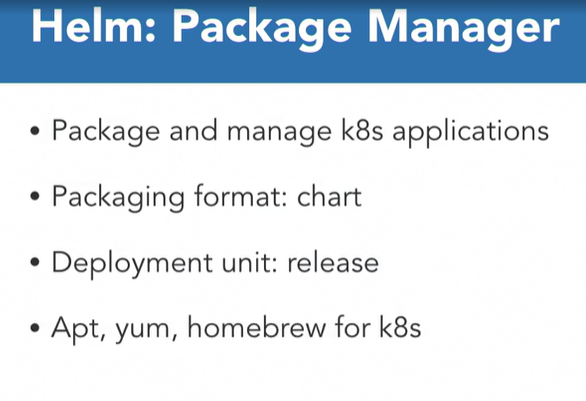 Helm: Package Manager
• Package and manage k8s applications
• Packaging format: chart
• Deployment unit: release
• Apt, yum, homebrew for k8s